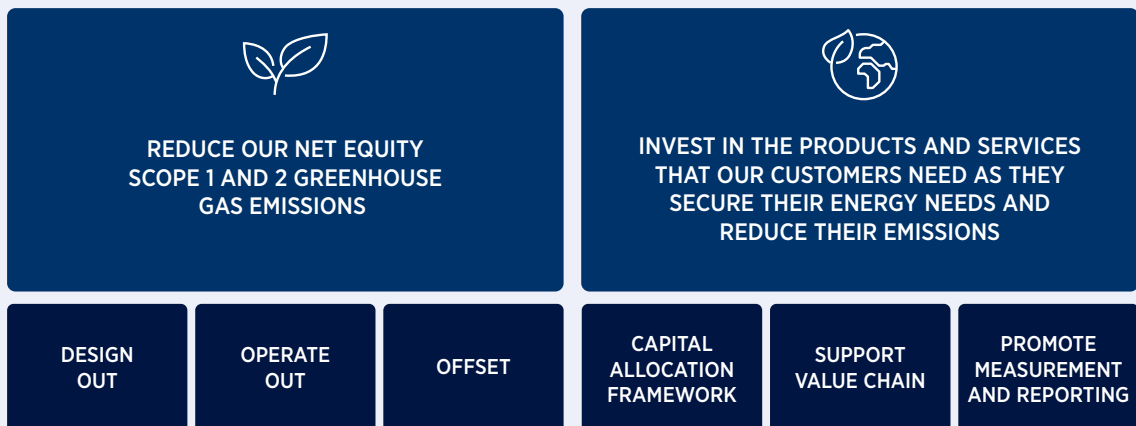 REDUCE OUR NET EQUITY
SCOPE 1 AND 2 GREENHOUSE
GAS EMISSIONS
INVEST IN THE PRODUCTS AND SERVICES
THAT OUR CUSTOMERS NEED AS THEY
SECURE THEIR ENERGY NEEDS AND
REDUCE THEIR EMISSIONS
DESIGN
OUT
OPERATE
OUT
OFFSET
CAPITAL
ALLOCATION
FRAMEWORK
SUPPORT
VALUE CHAIN
PROMOTE
MEASUREMENT
AND REPORTING